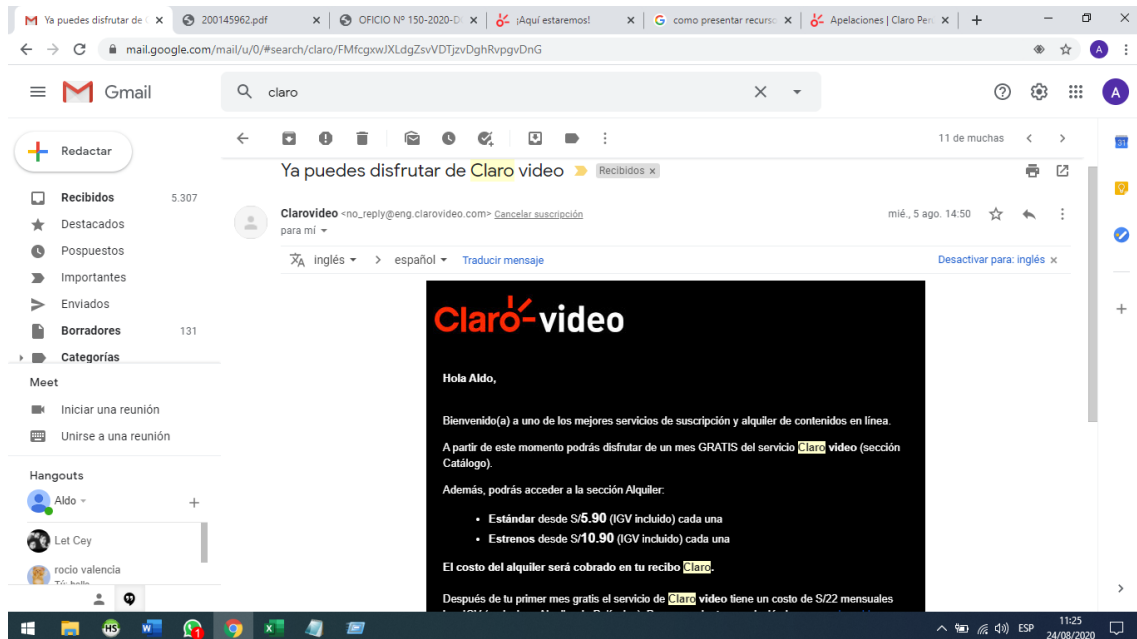 Ya puedes disfrutar de
200145962.pdf
OFICIO Nº 150-2020-D
¡Aquí estaremos!
como presentar recurso
Apelaciones | Claro Per
mail.google.com/mail/u/0/#search/claro/FMfcgxwJXLdgZsvVDTjzvDghRvpgvDnG
A
Gmail
claro
A
Redactar
11 de muchas
31
Ya puedes disfrutar de Claro video
Recibidos x
Recibidos 5.307
Destacados
Pospuestos
Importantes
Enviados
Borradores 131
Categorías
Clarovideo <no_reply@eng.clarovideo.com> Cancelar suscripción
mié., 5 ago. 14:50
para mí
inglés > español Traducir mensaje
Desactivar para: inglés x
Claro-video
Hola Aldo,
Bienvenido(a) a uno de los mejores servicios de suscripción y alquiler de contenidos en línea.
A partir de este momento podrás disfrutar de un mes GRATIS del servicio Claro video (sección
Catálogo).
Además, podrás acceder a la sección Alquiler:
• Estándar desde S/5.90 (IGV incluido) cada una
• Estrenos desde S/10.90 (IGV incluido) cada una
El costo del alquiler será cobrado en tu recibo Claro.
Después de tu primer mes gratis el servicio de Claro video tiene un costo de S/22 mensuales
Meet
Iniciar una reunión
Unirse a una reunión
Hangouts
Aldo
Let Cey
rocio valencia
HS
ESP
11:25
24/08/2020